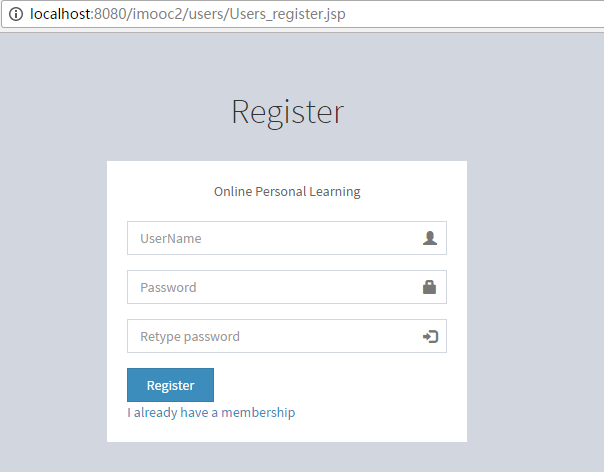 localhost:8080/imooc2/users/Users_register.jsp
Register
Online Personal Learning
UserName
Password
Retype password
Register
I already have a membership